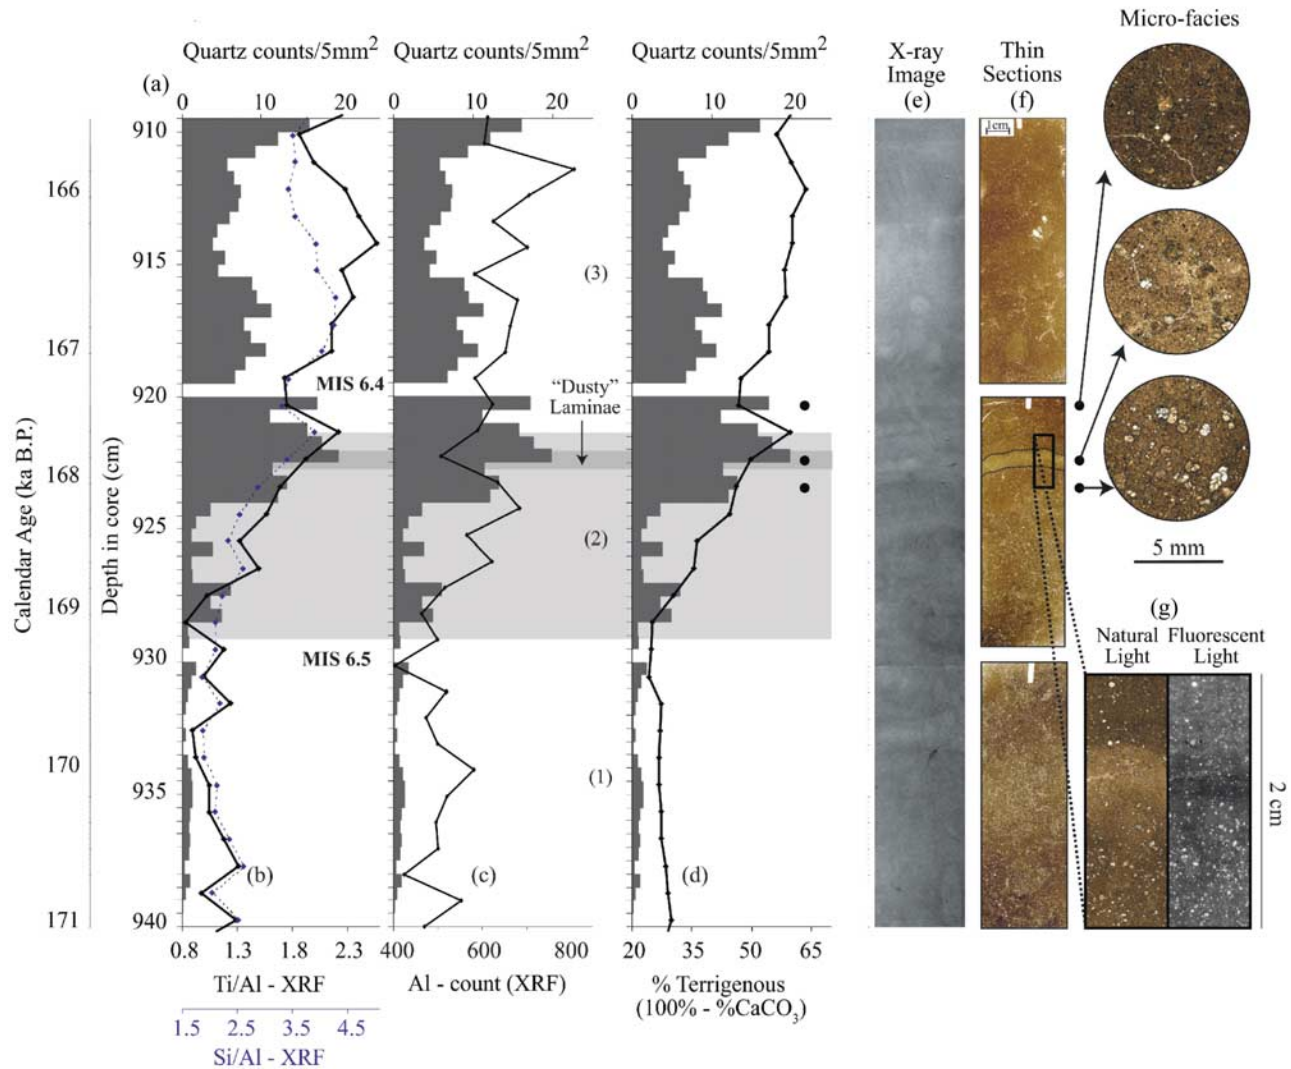 Micro-facies
Quartz counts/5mm²
Quartz counts/5mm²
Quartz counts/5mm²
X-ray
Image
(e)
Thin
Sections
(f)
(a)
0 10 20
0 10 20
0 10 20
1cm
910
915
920
925
930
935
940
166
167
168
169
170
171
Calendar Age (ka B.P.)
Depth in core (cm)
MIS 6.4
MIS 6.5
"Dusty"
Laminae
(3)
(2)
(1)
(b)
(c)
(d)
5 mm
(g)
Natural
Light
Fluorescent
Light
2 cm
0.8 1.3 1.8 2.3
Ti/Al - XRF
1.5 2.5 3.5 4.5
Si/Al - XRF
400 600 800
Al - count (XRF)
20 35 50 65
% Terrigenous
(100% - %CaCO₃)